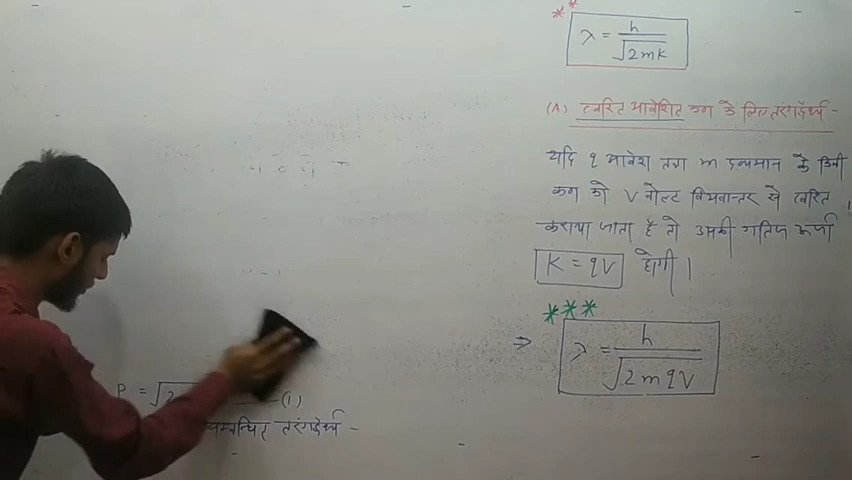 **
λ = h / √2mK
(A) त्वरित आवेशित कण के लिए तरंगदैर्ध्य -
यदि q आवेश तथा m द्रव्यमान के किसी
कण को V वोल्ट विभवान्तर से त्वरित
कराया जाता है तो उसकी गतिज ऊर्जा
K = qV होगी।
***
⇒ λ = h / √2mqV
P = √2 (1)
सम्बन्धित तरंगदैर्ध्य -